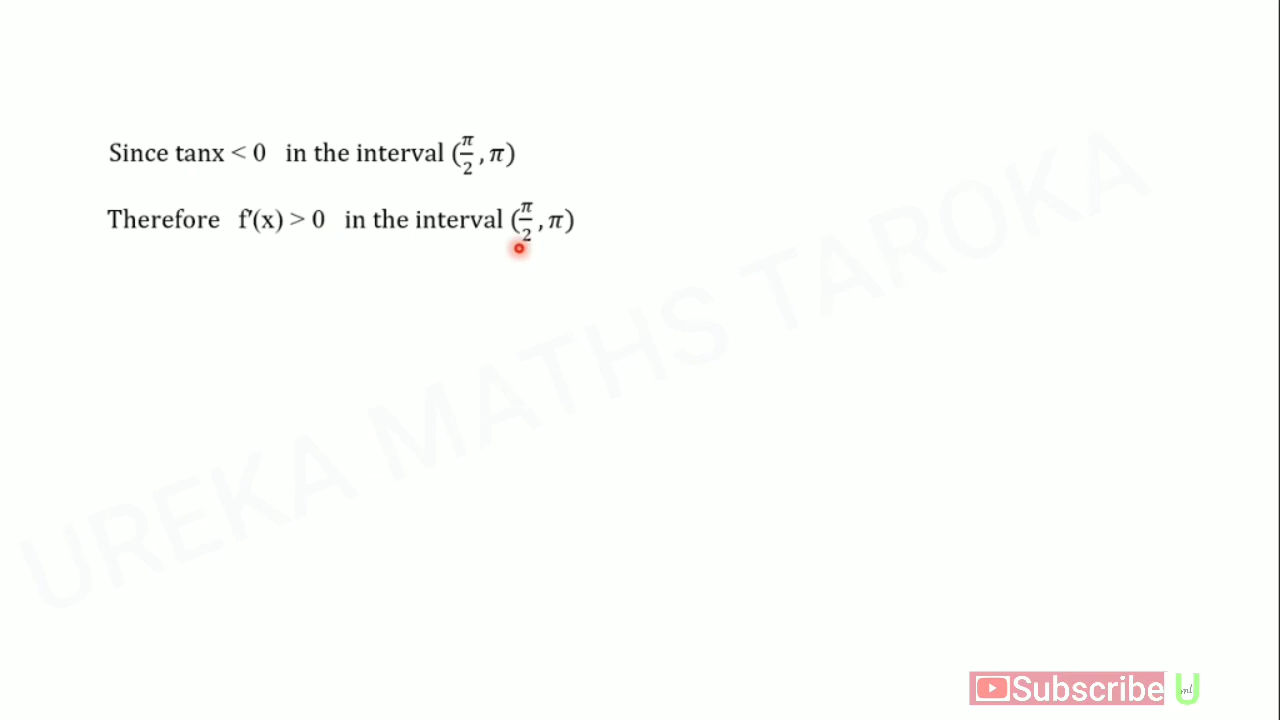 Since tanx < 0 in the interval (π/2 , π)
Therefore f′(x) > 0 in the interval (π/2 , π)
UREKA MATHS TAROKA
Subscribe U